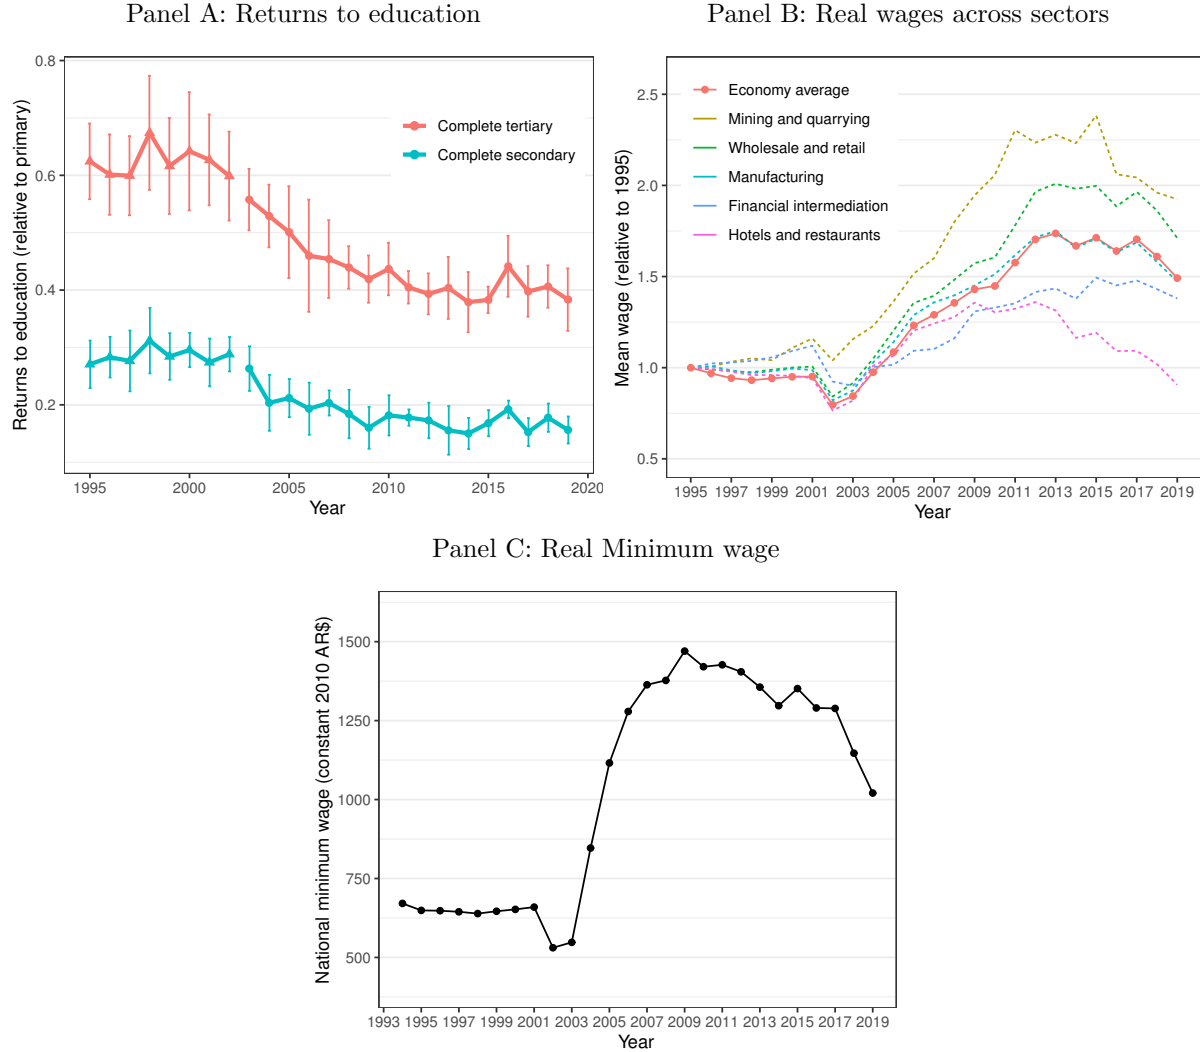 Panel A: Returns to education
Returns to education (relative to primary)
0.8
0.6
0.4
0.2
Complete tertiary
Complete secondary
1995 2000 2005 2010 2015 2020
Year
Panel B: Real wages across sectors
Mean wage (relative to 1995)
2.5
2.0
1.5
1.0
0.5
Economy average
Mining and quarrying
Wholesale and retail
Manufacturing
Financial intermediation
Hotels and restaurants
1995 1997 1999 2001 2003 2005 2007 2009 2011 2013 2015 2017 2019
Year
Panel C: Real Minimum wage
National minimum wage (constant 2010 AR$)
1500
1250
1000
750
500
1993 1995 1997 1999 2001 2003 2005 2007 2009 2011 2013 2015 2017 2019
Year